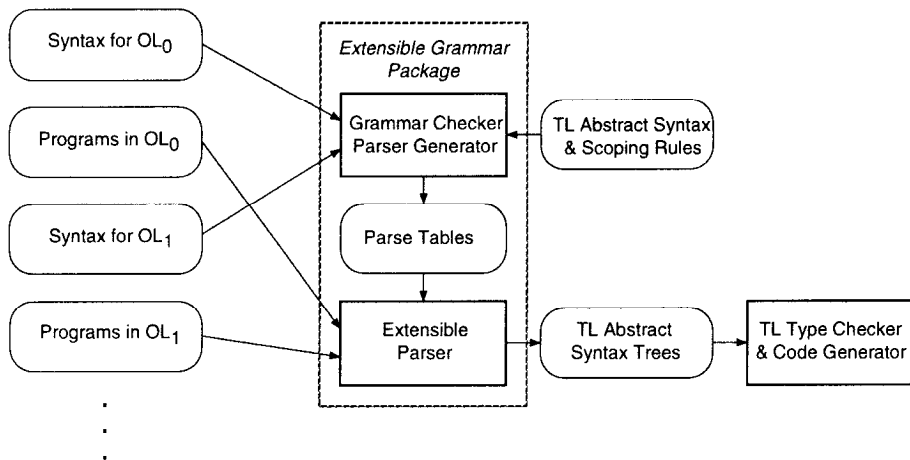 Syntax for OL0
Programs in OL0
Syntax for OL1
Programs in OL1
Extensible Grammar
Package
Grammar Checker
Parser Generator
Parse Tables
Extensible
Parser
TL Abstract Syntax
& Scoping Rules
TL Abstract
Syntax Trees
TL Type Checker
& Code Generator